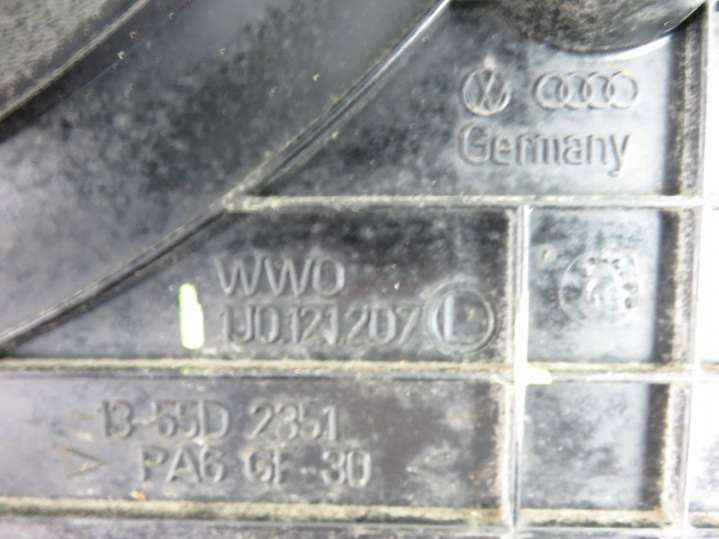 Germany
WWO
1J0.121.207 L
13-55D 2351
> PA6 GF-30